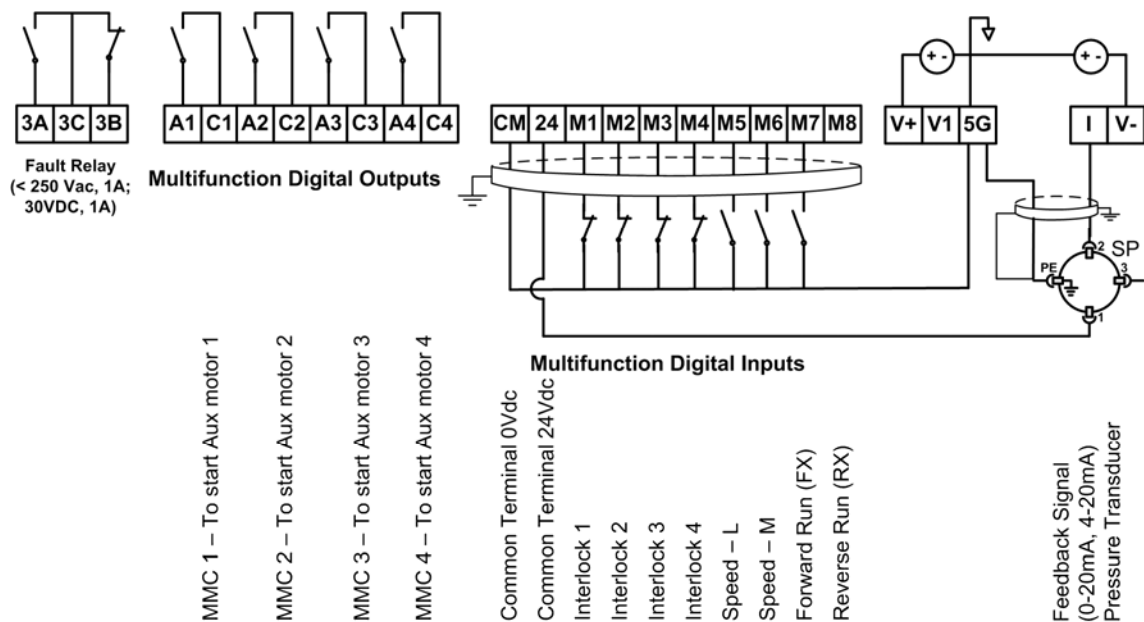 3A 3C 3B
A1 C1 A2 C2 A3 C3 A4 C4
CM 24 M1 M2 M3 M4 M5 M6 M7 M8
V+ V1 5G
I V-
+ -
+ -
Fault Relay
(< 250 Vac, 1A;
30VDC, 1A)
Multifunction Digital Outputs
2 SP
PE
3
1
Multifunction Digital Inputs
MMC 1 – To start Aux motor 1
MMC 2 – To start Aux motor 2
MMC 3 – To start Aux motor 3
MMC 4 – To start Aux motor 4
Common Terminal 0Vdc
Common Terminal 24Vdc
Interlock 1
Interlock 2
Interlock 3
Interlock 4
Speed – L
Speed – M
Forward Run (FX)
Reverse Run (RX)
Feedback Signal
(0-20mA, 4-20mA)
Pressure Transducer